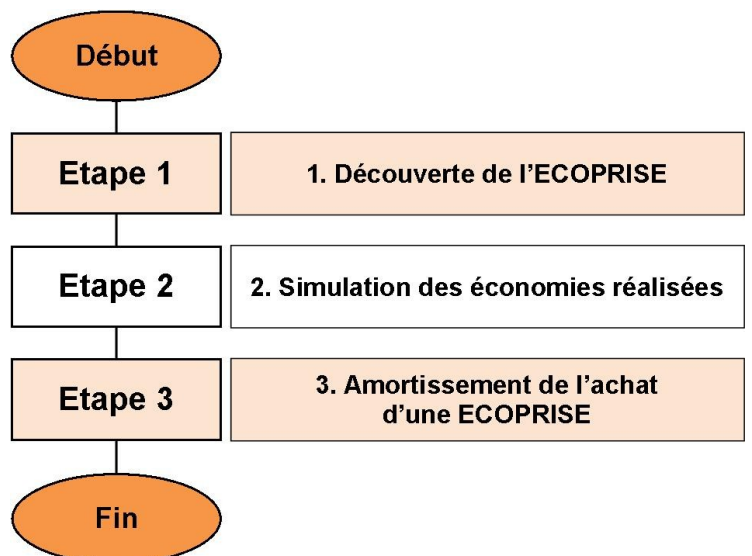 Début
Etape 1
1. Découverte de l'ECOPRISE
Etape 2
2. Simulation des économies réalisées
Etape 3
3. Amortissement de l'achat
d'une ECOPRISE
Fin